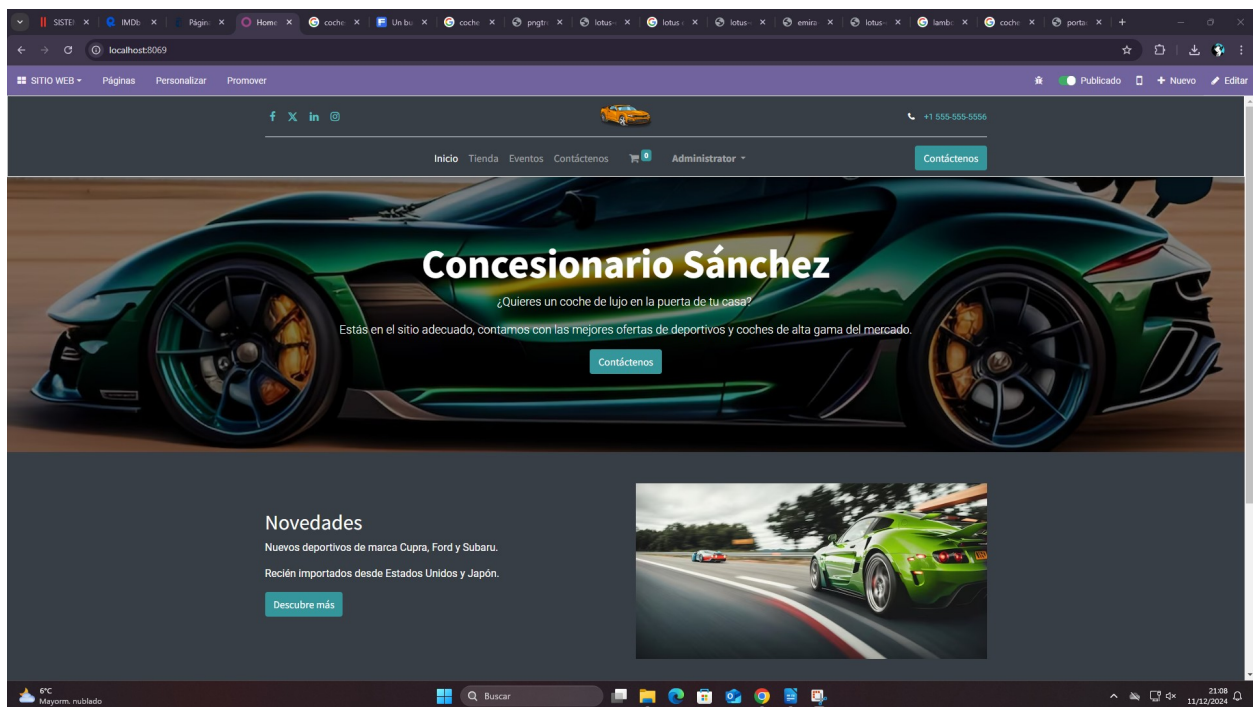 SISTE
IMDb
Págin
Home
coche
Un bu
coche
pngtr
lotus-
lotus
lotus-
emira
lotus-
lambo
coche
porta
localhost:8069
SITIO WEB
Páginas
Personalizar
Promover
Publicado
+ Nuevo
Editar
+1 555-555-5556
Inicio
Tienda
Eventos
Contáctenos
0
Administrator
Contáctenos
Concesionario Sánchez
¿Quieres un coche de lujo en la puerta de tu casa?
Estás en el sitio adecuado, contamos con las mejores ofertas de deportivos y coches de alta gama del mercado.
Contáctenos
Novedades
Nuevos deportivos de marca Cupra, Ford y Subaru.
Recién importados desde Estados Unidos y Japón.
Descubre más
6°C
Mayorm. nublado
Buscar
21:08
11/12/2024